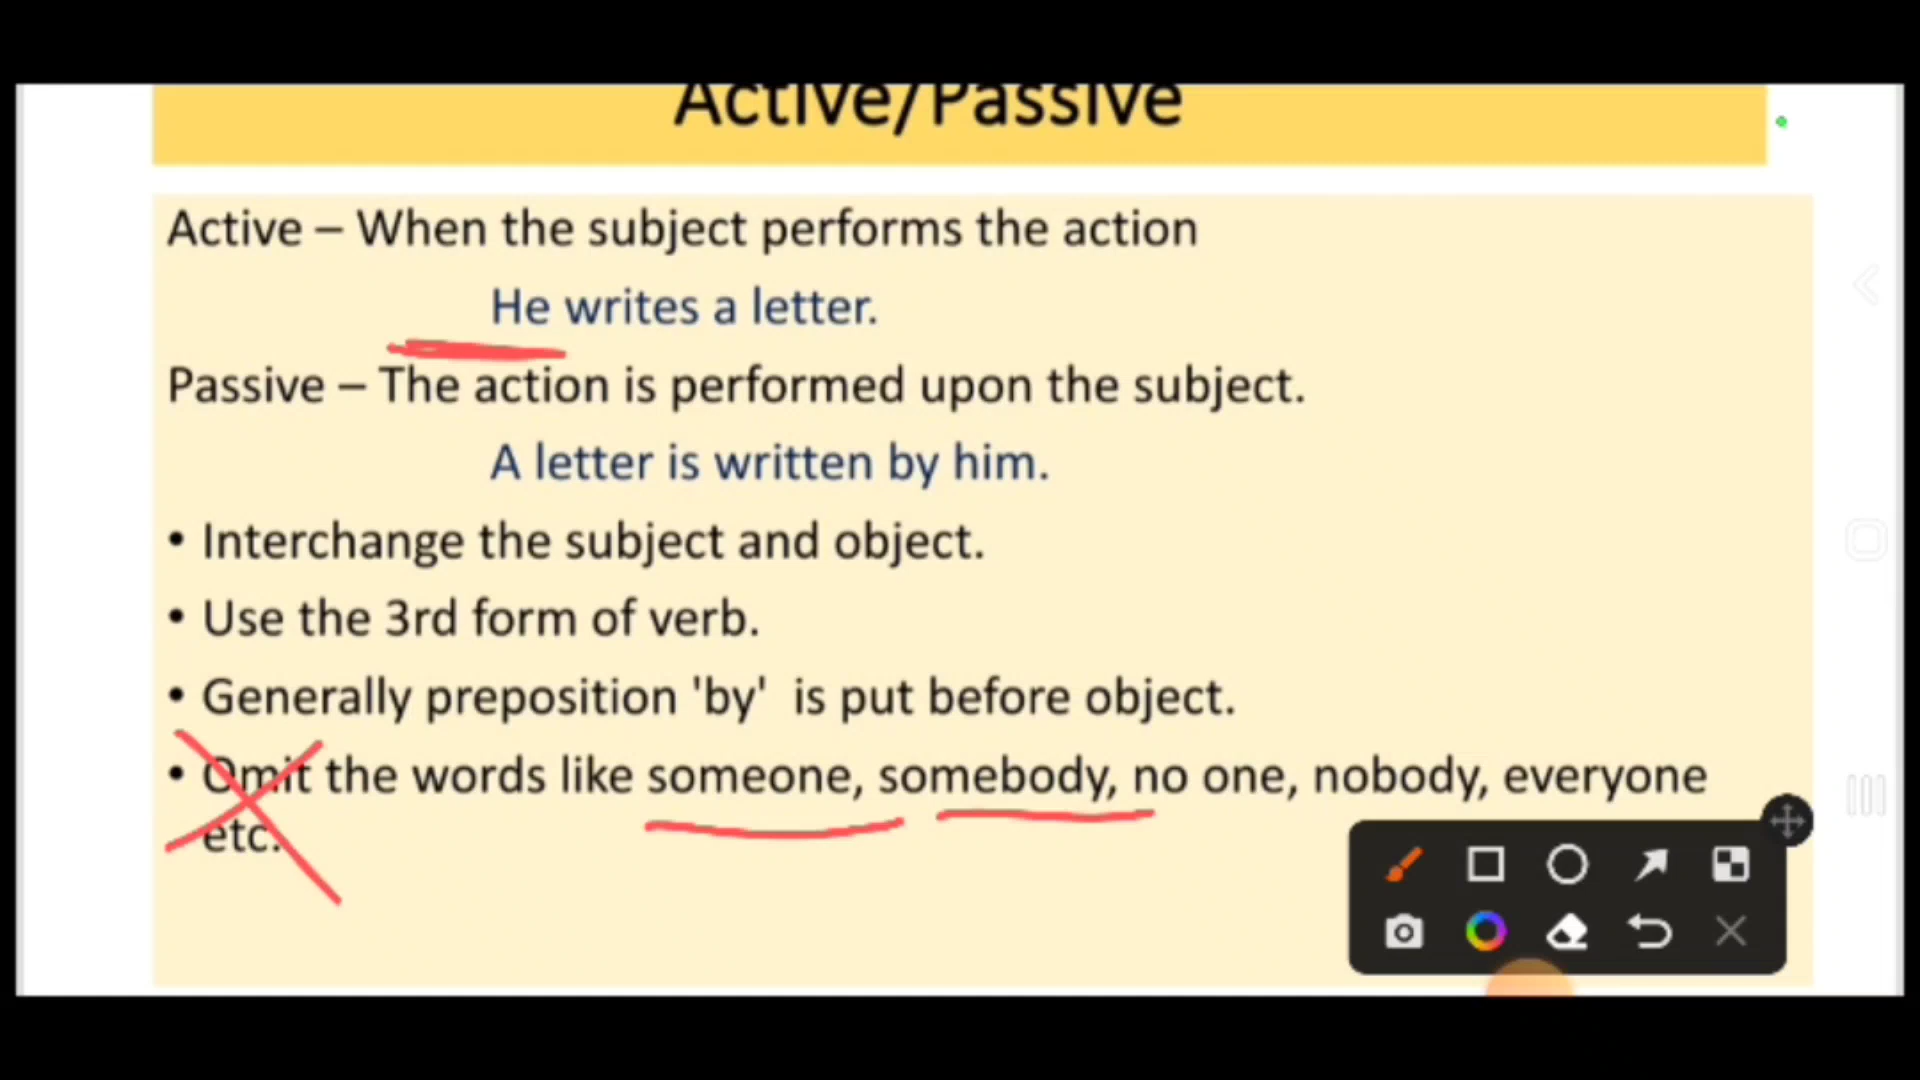 Active/Passive
Active – When the subject performs the action
He writes a letter.
Passive – The action is performed upon the subject.
A letter is written by him.
• Interchange the subject and object.
• Use the 3rd form of verb.
• Generally preposition 'by'  is put before object.
• Omit the words like someone, somebody, no one, nobody, everyone
etc.